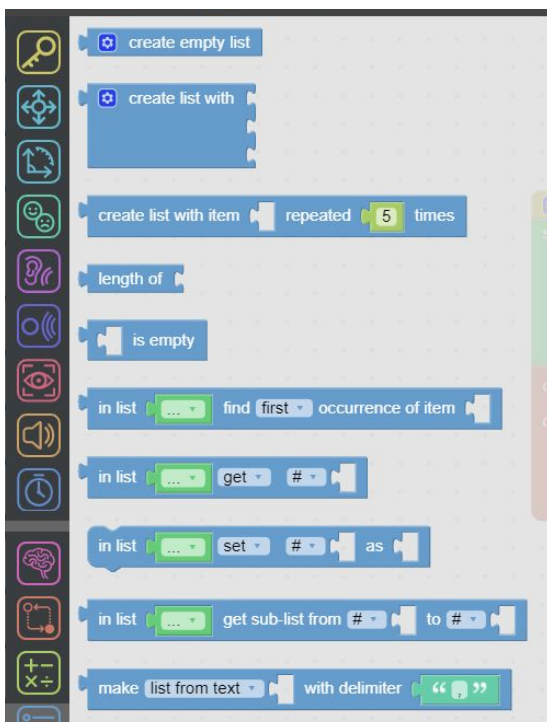 create empty list
create list with
create list with item repeated 5 times
length of
is empty
in list ... find first occurrence of item
in list ... get #
in list ... set # as
in list ... get sub-list from # to #
make list from text with delimiter “ , ”